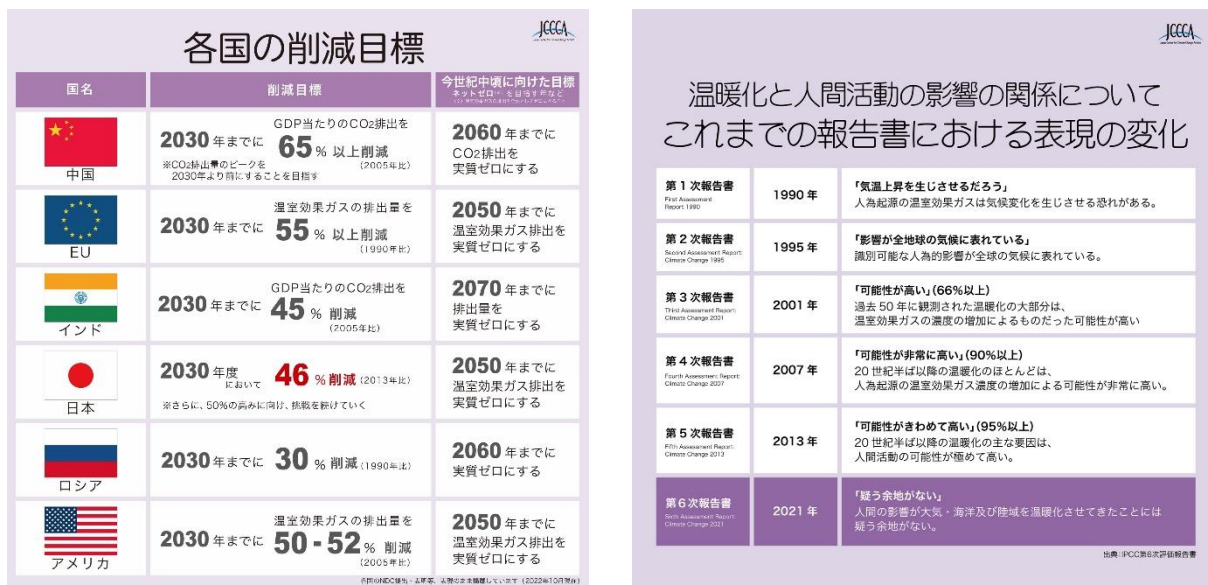 JCCCA
各国の削減目標
国名
削減目標
今世紀中頃に向けた目標
ネットゼロ を目指す年など
中国
GDP当たりのCO2排出を
2030年までに 65% 以上削減
(2005年比)
※CO2排出量のピークを
2030年より前にすることを目指す
2060年までに
CO2排出を
実質ゼロにする
EU
温室効果ガスの排出量を
2030年までに 55% 以上削減
(1990年比)
2050年までに
温室効果ガス排出を
実質ゼロにする
インド
GDP当たりのCO2排出を
2030年までに 45% 削減
(2005年比)
2070年までに
排出量を
実質ゼロにする
日本
2030年度において 46%削減(2013年比)
※さらに、50%の高みに向け、挑戦を続けていく
2050年までに
温室効果ガス排出を
実質ゼロにする
ロシア
2030年までに 30%削減(1990年比)
2060年までに
実質ゼロにする
アメリカ
温室効果ガスの排出量を
2030年までに 50-52% 削減
(2005年比)
2050年までに
温室効果ガス排出を
実質ゼロにする
各国のNDC提出・表明等、表現のまま掲載しています(2022年10月現在)
JCCCA
温暖化と人間活動の影響の関係について
これまでの報告書における表現の変化
第1次報告書
First Assessment
Report 1990
1990年
「気温上昇を生じさせるだろう」
人為起源の温室効果ガスは気候変化を生じさせる恐れがある。
第2次報告書
Second Assessment Report:
Climate Change 1995
1995年
「影響が全地球の気候に表れている」
識別可能な人為的影響が全球の気候に表れている。
第3次報告書
Third Assessment Report:
Climate Change 2001
2001年
「可能性が高い」(66%以上)
過去50年に観測された温暖化の大部分は、
温室効果ガスの濃度の増加によるものだった可能性が高い
第4次報告書
Fourth Assessment Report:
Climate Change 2007
2007年
「可能性が非常に高い」(90%以上)
20世紀半ば以降の温暖化のほとんどは、
人為起源の温室効果ガス濃度の増加による可能性が非常に高い。
第5次報告書
Fifth Assessment Report:
Climate Change 2013
2013年
「可能性がきわめて高い」(95%以上)
20世紀半ば以降の温暖化の主な要因は、
人間活動の可能性が極めて高い。
第6次報告書
Sixth Assessment Report:
Climate Change 2021
2021年
「疑う余地がない」
人間の影響が大気・海洋及び陸域を温暖化させてきたことには
疑う余地がない。
出典:IPCC第6次評価報告書